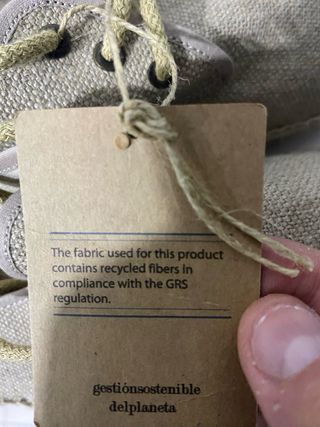 The fabric used for this product
contains recycled fibers in
compliance with the GRS
regulation.
gestiónsostenible
delplaneta